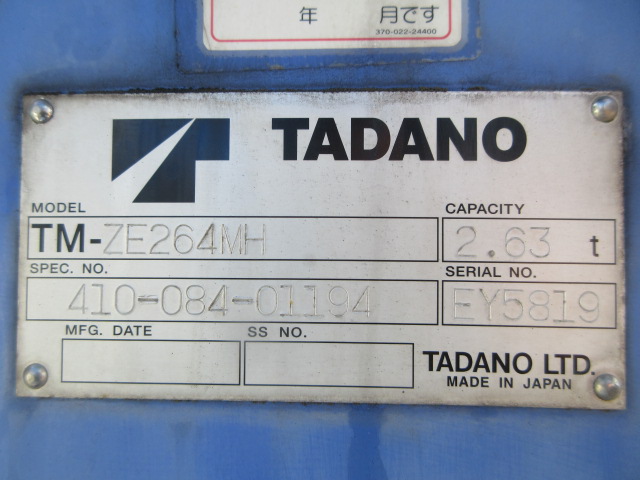 年 月です
370-022-24400
TADANO
MODEL
TM-ZE264MH
CAPACITY
2.63 t
SPEC. NO.
410-084-01194
SERIAL NO.
EY5819
MFG. DATE
SS NO.
TADANO LTD.
MADE IN JAPAN